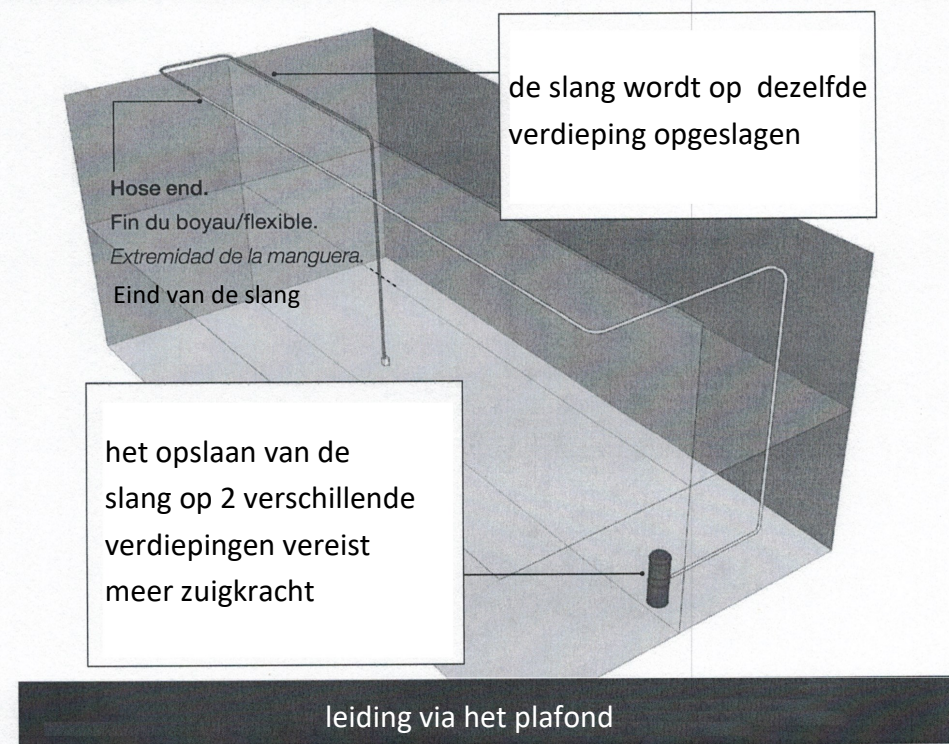 de slang wordt op dezelfde
verdieping opgeslagen
Hose end.
Fin du boyau/flexible.
Extremidad de la manguera.
Eind van de slang
het opslaan van de
slang op 2 verschillende
verdiepingen vereist
meer zuigkracht
leiding via het plafond